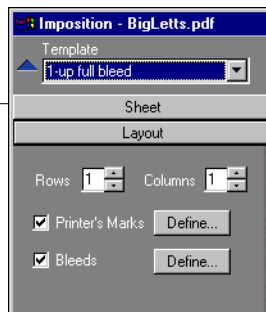 Imposition - BigLetts.pdf
Template
1-up full bleed
Sheet
Layout
Rows 1 Columns 1
Printer's Marks Define...
Bleeds Define...